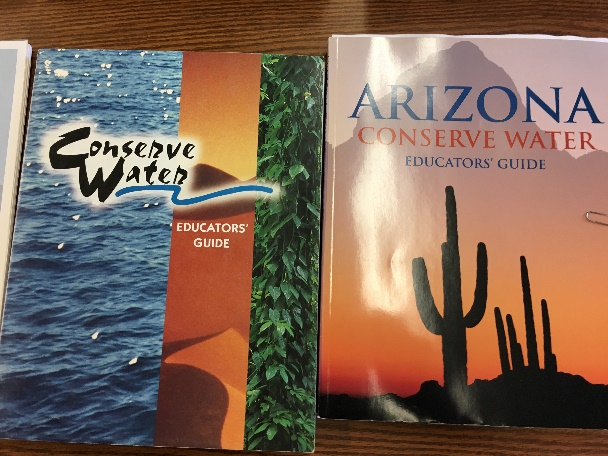 Conserve
Water
EDUCATORS'
GUIDE
ARIZONA
CONSERVE WATER
EDUCATORS' GUIDE